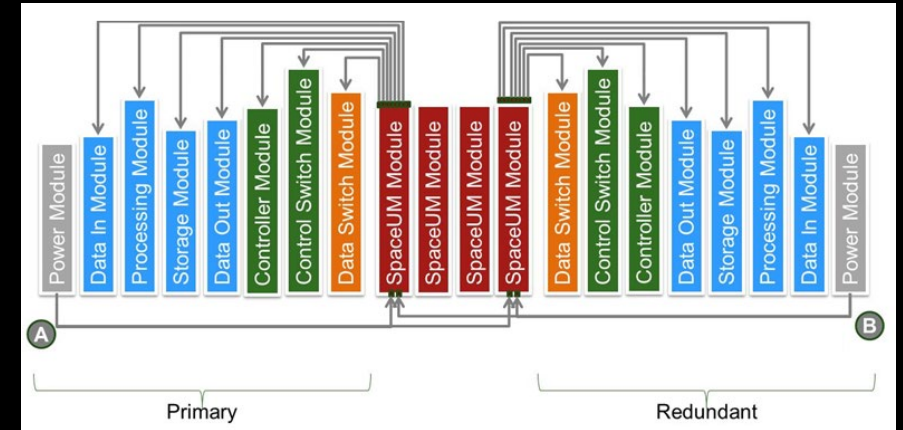 Power Module
Data In Module
Processing Module
Storage Module
Data Out Module
Controller Module
Control Switch Module
Data Switch Module
SpaceUM Module
SpaceUM Module
SpaceUM Module
SpaceUM Module
Data Switch Module
Control Switch Module
Controller Module
Data Out Module
Storage Module
Processing Module
Data In Module
Power Module
A
B
Primary
Redundant